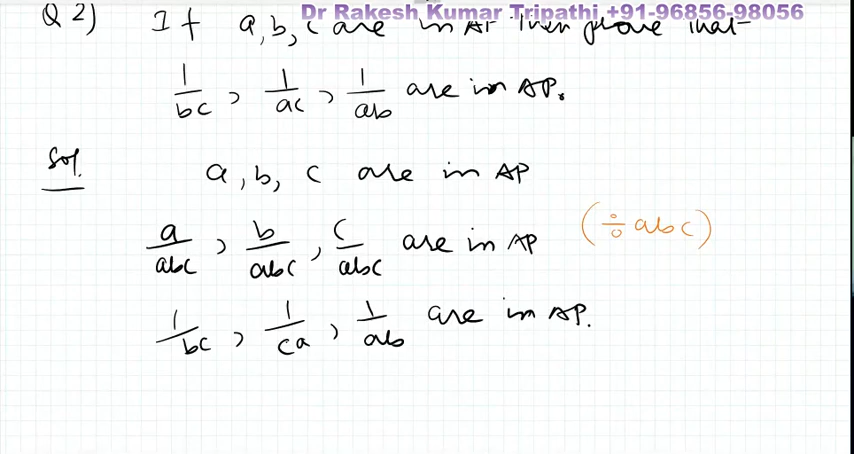 Dr Rakesh Kumar Tripathi +91-96856-98056
Q 2) If a, b, c are in AP then prove that
1/bc , 1/ac , 1/ab are in AP.
Sol. a, b, c are in AP
a/abc , b/abc , c/abc are in AP (÷ abc)
1/bc , 1/ca , 1/ab are in AP.